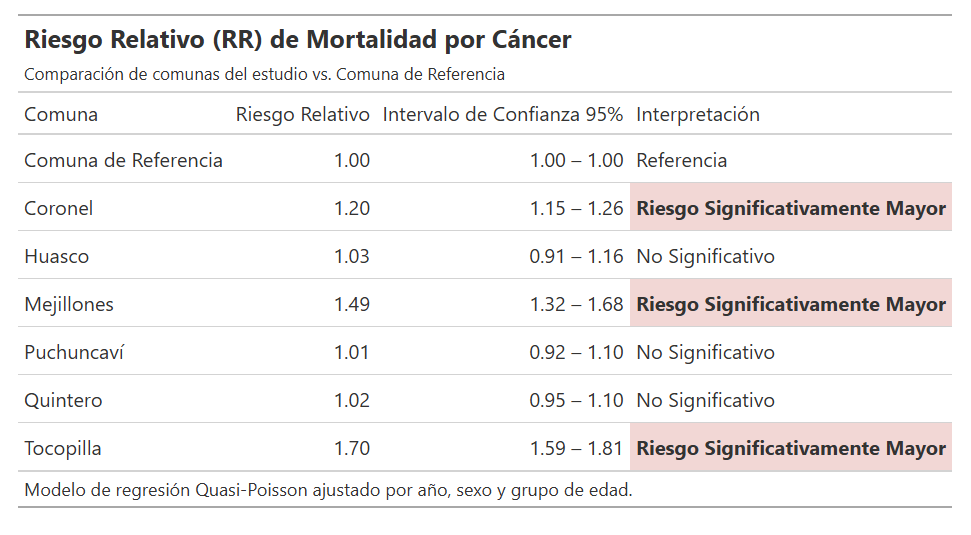 Riesgo Relativo (RR) de Mortalidad por Cáncer
Comparación de comunas del estudio vs. Comuna de Referencia
Comuna Riesgo Relativo Intervalo de Confianza 95% Interpretación
Comuna de Referencia 1.00 1.00 – 1.00 Referencia
Coronel 1.20 1.15 – 1.26 Riesgo Significativamente Mayor
Huasco 1.03 0.91 – 1.16 No Significativo
Mejillones 1.49 1.32 – 1.68 Riesgo Significativamente Mayor
Puchuncaví 1.01 0.92 – 1.10 No Significativo
Quintero 1.02 0.95 – 1.10 No Significativo
Tocopilla 1.70 1.59 – 1.81 Riesgo Significativamente Mayor
Modelo de regresión Quasi-Poisson ajustado por año, sexo y grupo de edad.